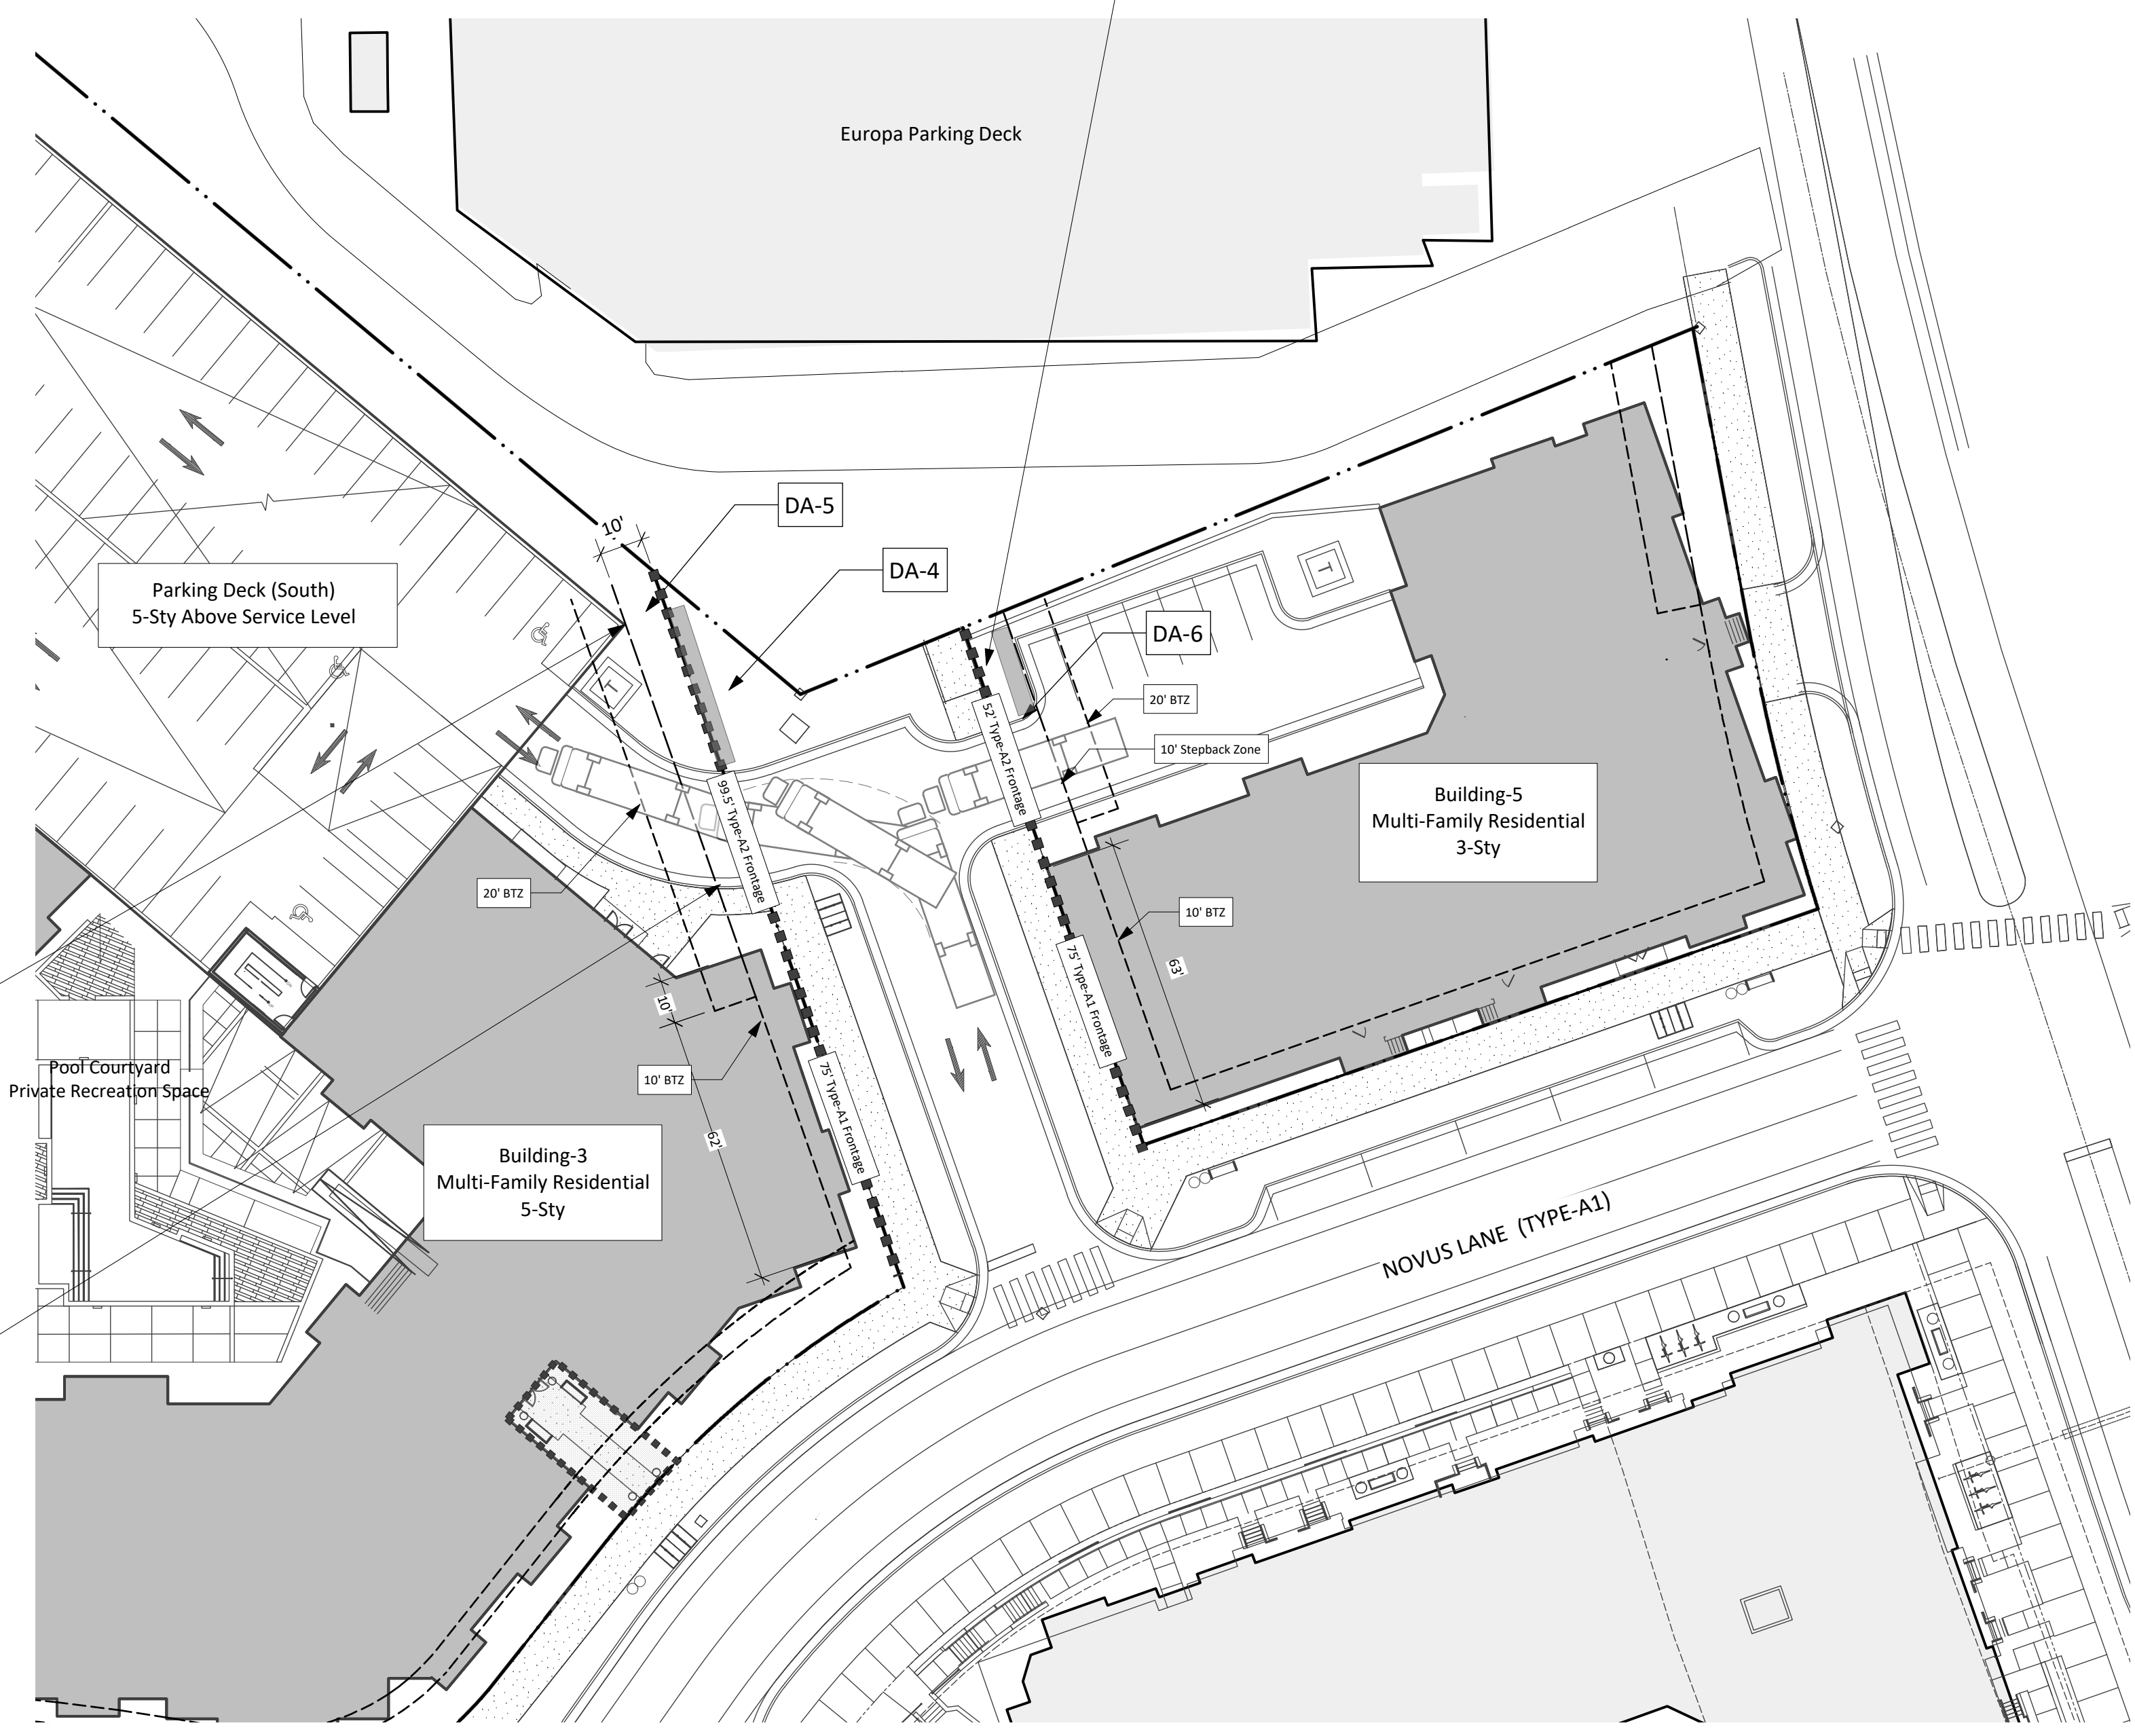 Europa Parking Deck
10'
DA-5
DA-4
Parking Deck (South)
5-Sty Above Service Level
T
T
DA-6
20' BTZ
52' Type-A2 Frontage
10' Stepback Zone
99.5' Type-A2 Frontage
Building-5
Multi-Family Residential
3-Sty
20' BTZ
10' BTZ
75' Type-A1 Frontage
63'
10'
10' BTZ
Pool Courtyard
Private Recreation Space
75' Type-A1 Frontage
62'
Building-3
Multi-Family Residential
5-Sty
NOVUS LANE (TYPE-A1)